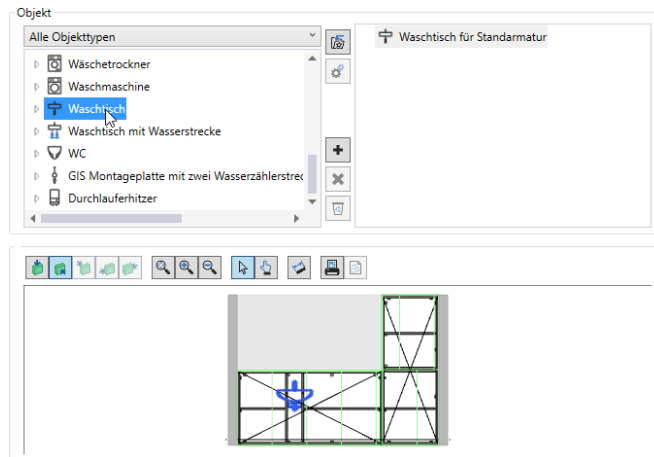 Objekt
Alle Objekttypen
Waschtisch für Standarmatur
Wäschetrockner
Waschmaschine
Waschtisch
Waschtisch mit Wasserstrecke
WC
GIS Montageplatte mit zwei Wasserzählerstrec
Durchlauferhitzer